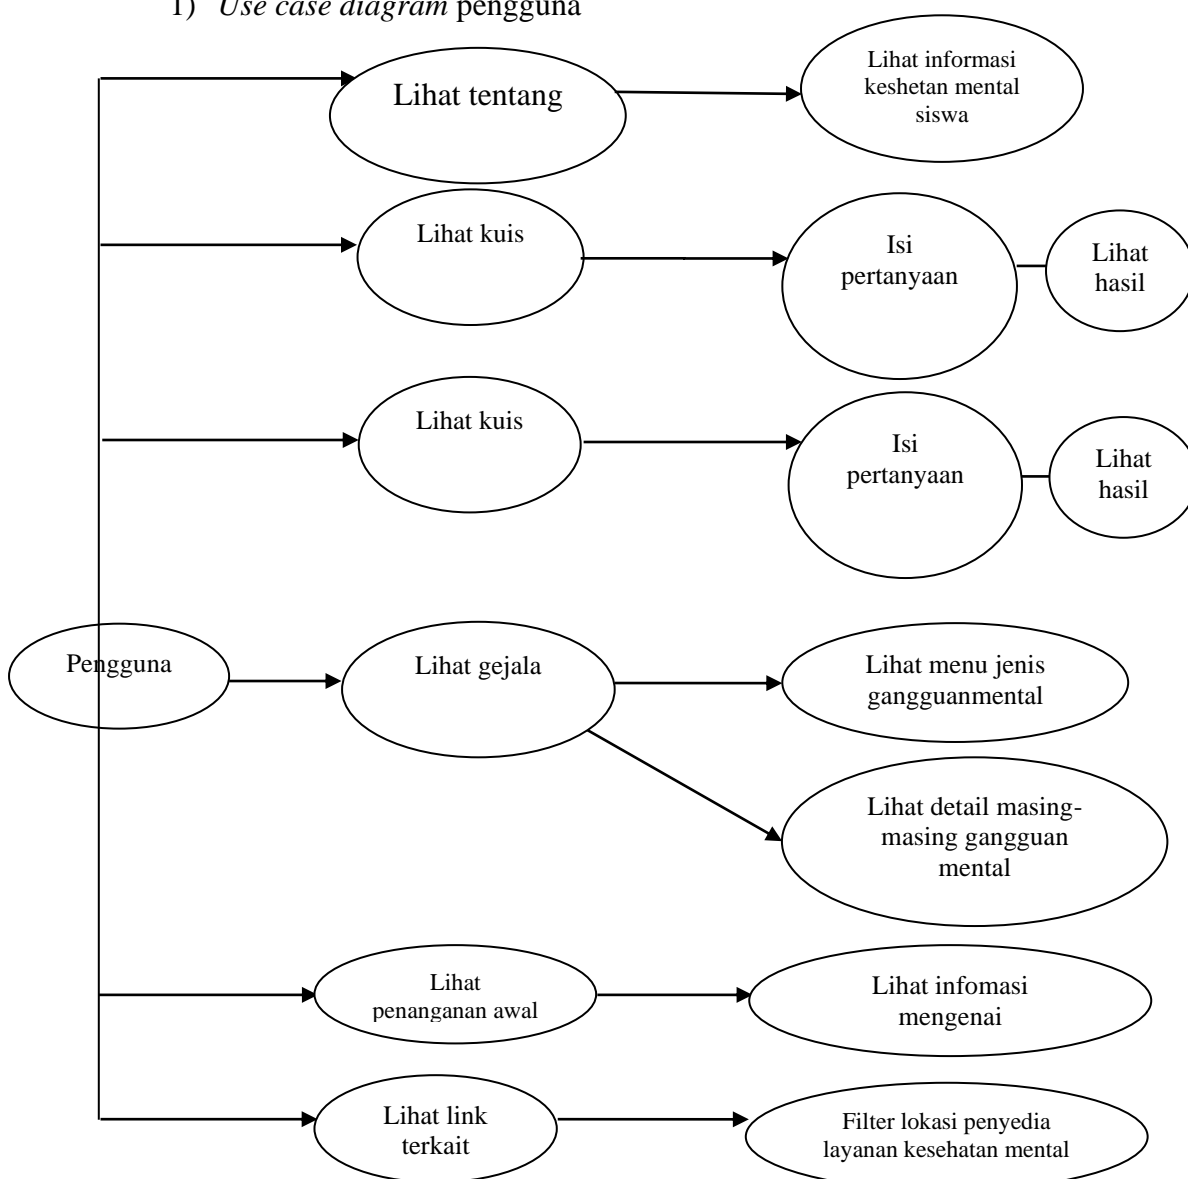 1) Use case diagram pengguna
Lihat tentang
Lihat informasi
keshetan mental
siswa
Lihat kuis
Isi
pertanyaan
Lihat
hasil
Lihat kuis
Isi
pertanyaan
Lihat
hasil
Pengguna
Lihat gejala
Lihat menu jenis
gangguanmental
Lihat detail masing-
masing gangguan
mental
Lihat
penanganan awal
Lihat infomasi
mengenai
Lihat link
terkait
Filter lokasi penyedia
layanan kesehatan mental